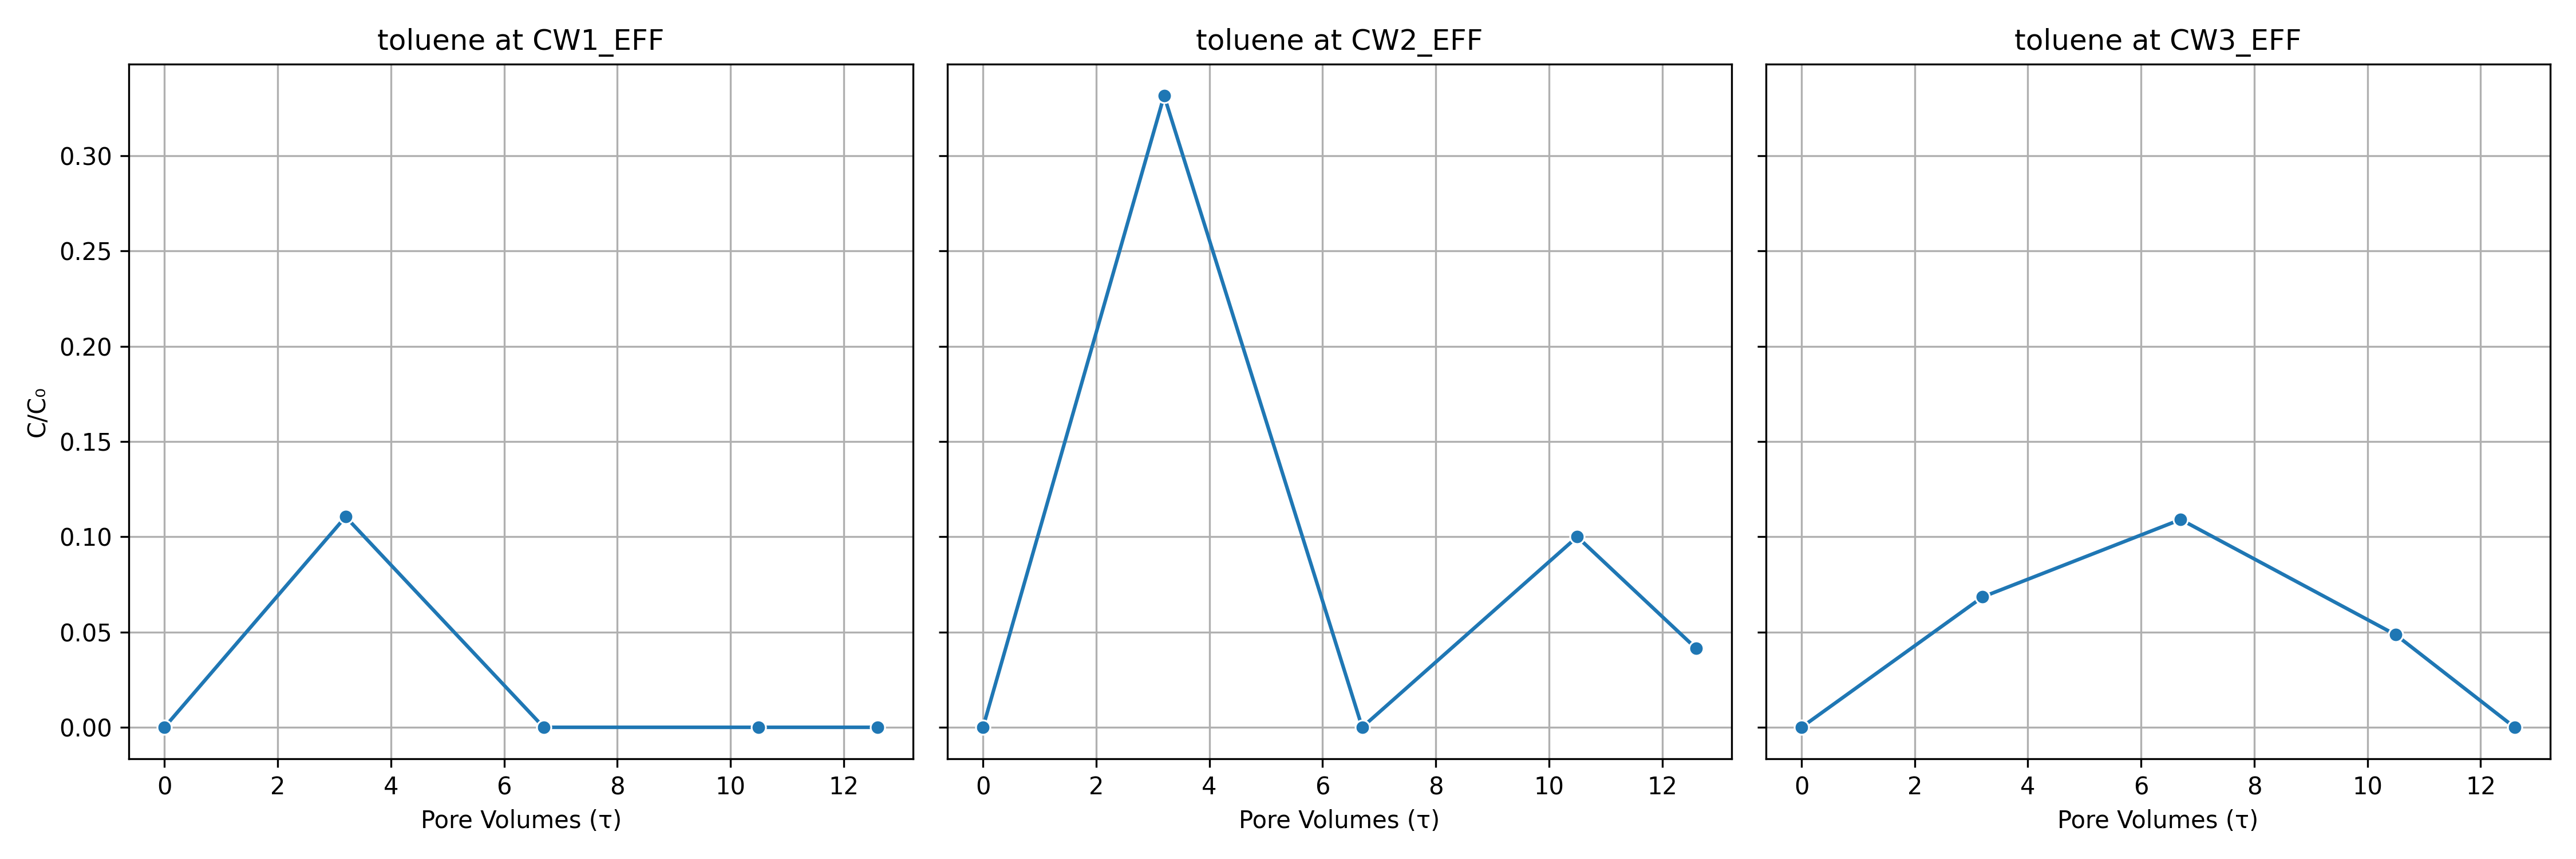 toluene at CW1_EFF
toluene at CW2_EFF
toluene at CW3_EFF
C/C₀
0.30
0.25
0.20
0.15
0.10
0.05
0.00
0 2 4 6 8 10 12
0 2 4 6 8 10 12
0 2 4 6 8 10 12
Pore Volumes (τ)
Pore Volumes (τ)
Pore Volumes (τ)